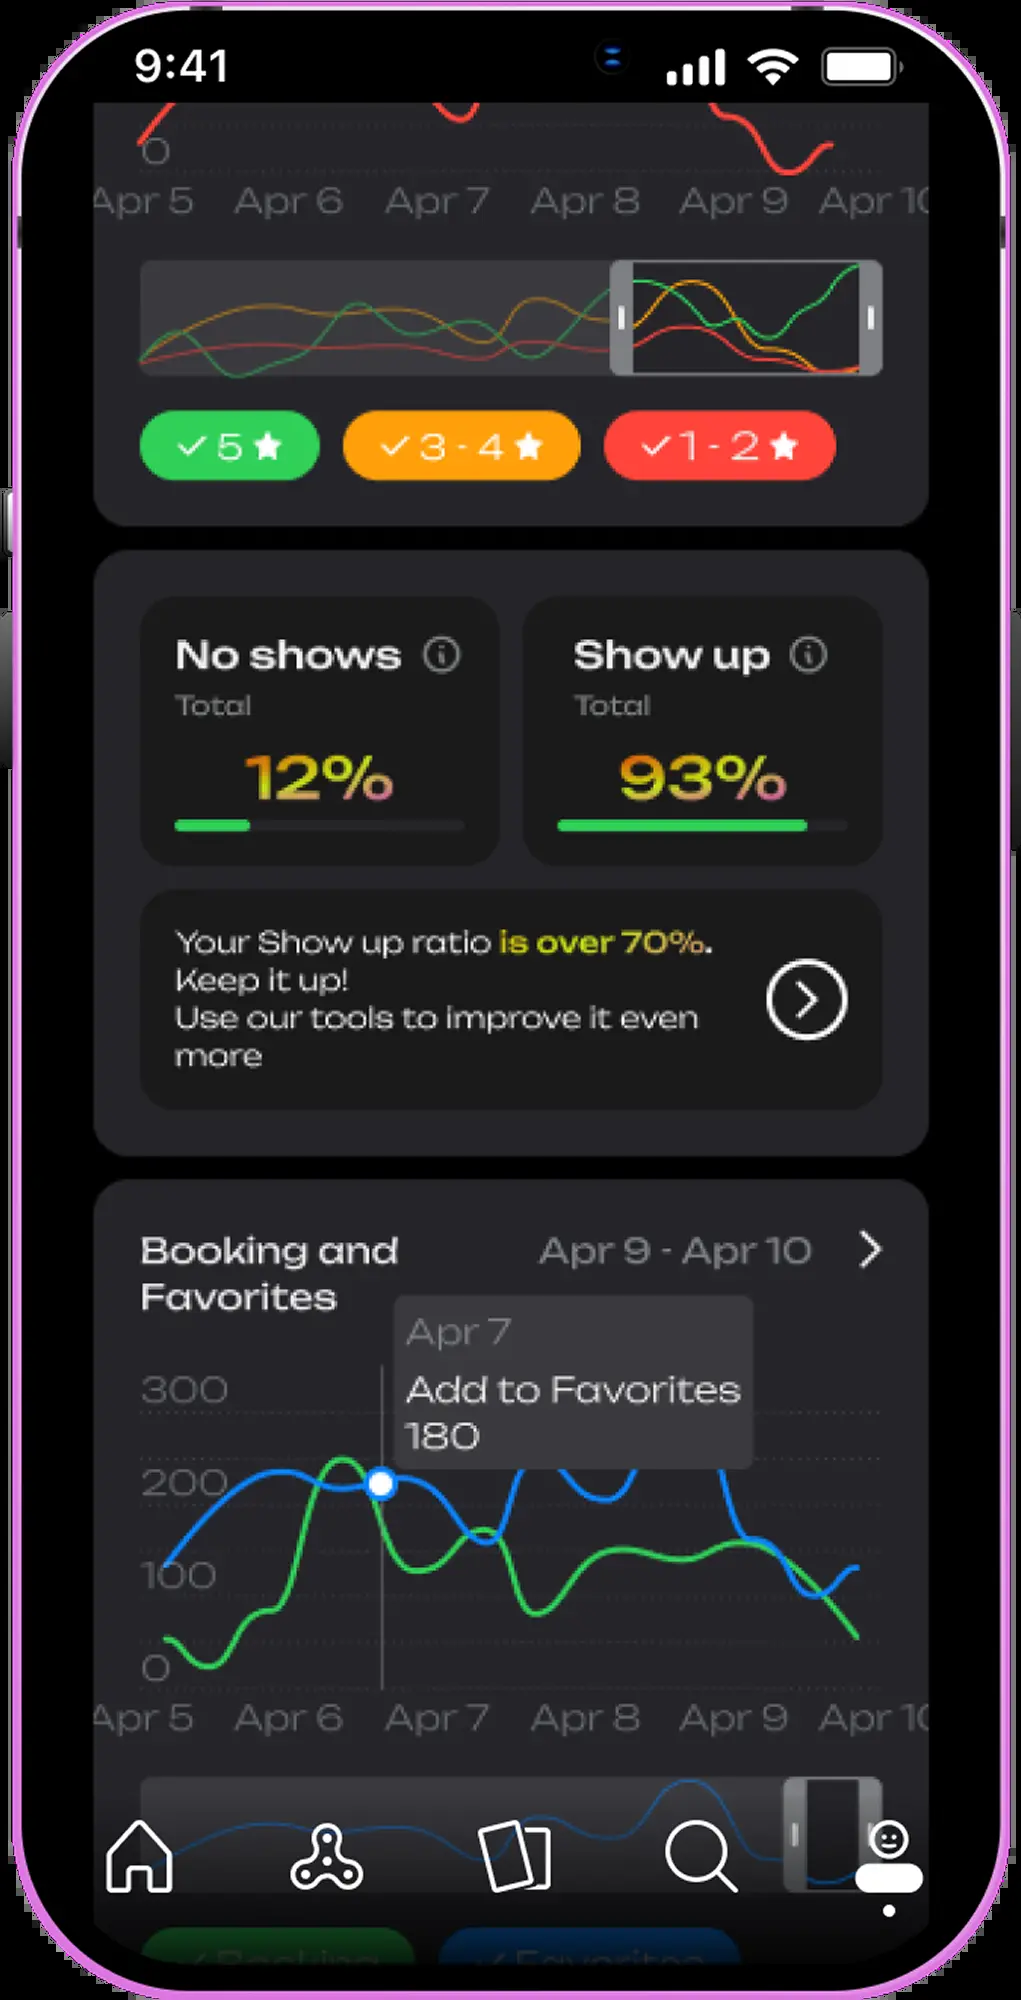 9:41
0
Apr 5 Apr 6 Apr 7 Apr 8 Apr 9 Apr 10
5
3 - 4
1 - 2
No shows
Total
12%
Show up
Total
93%
Your Show up ratio is over 70%.
Keep it up!
Use our tools to improve it even
more
Booking and
Favorites
Apr 9 - Apr 10
Apr 7
Add to Favorites
180
300
200
100
0
Apr 5 Apr 6 Apr 7 Apr 8 Apr 9 Apr 10
Booking
Favorites